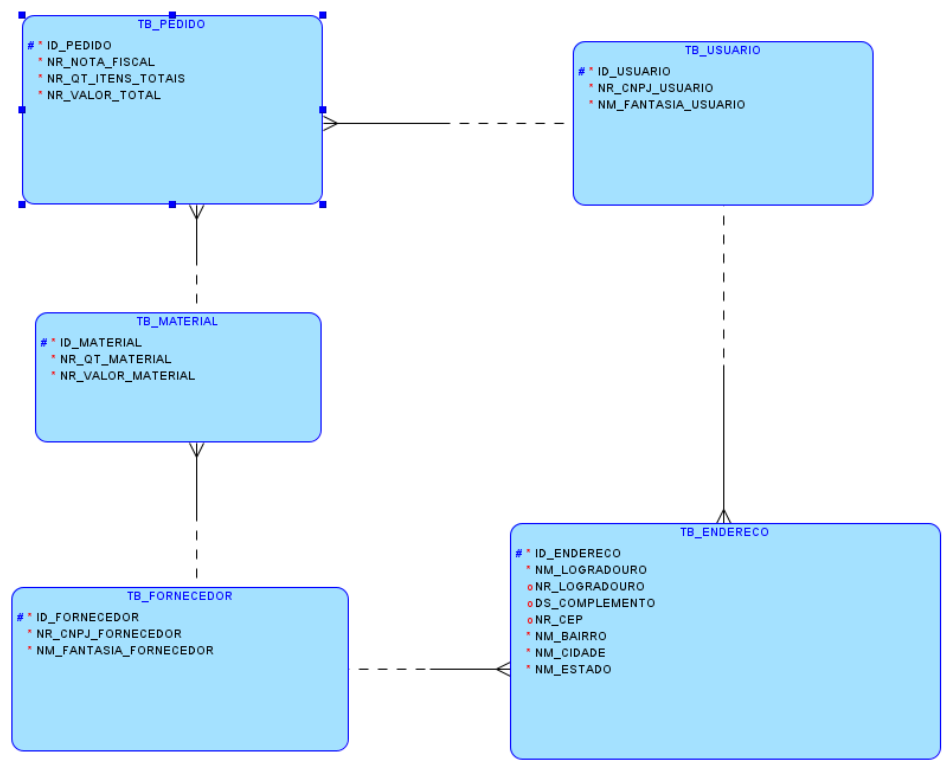 TB_PEDIDO
# * ID_PEDIDO
* NR_NOTA_FISCAL
* NR_QT_ITENS_TOTAIS
* NR_VALOR_TOTAL
TB_USUARIO
# * ID_USUARIO
* NR_CNPJ_USUARIO
* NM_FANTASIA_USUARIO
TB_MATERIAL
# * ID_MATERIAL
* NR_QT_MATERIAL
* NR_VALOR_MATERIAL
TB_FORNECEDOR
# * ID_FORNECEDOR
* NR_CNPJ_FORNECEDOR
* NM_FANTASIA_FORNECEDOR
TB_ENDERECO
# * ID_ENDERECO
* NM_LOGRADOURO
o NR_LOGRADOURO
o DS_COMPLEMENTO
o NR_CEP
* NM_BAIRRO
* NM_CIDADE
* NM_ESTADO